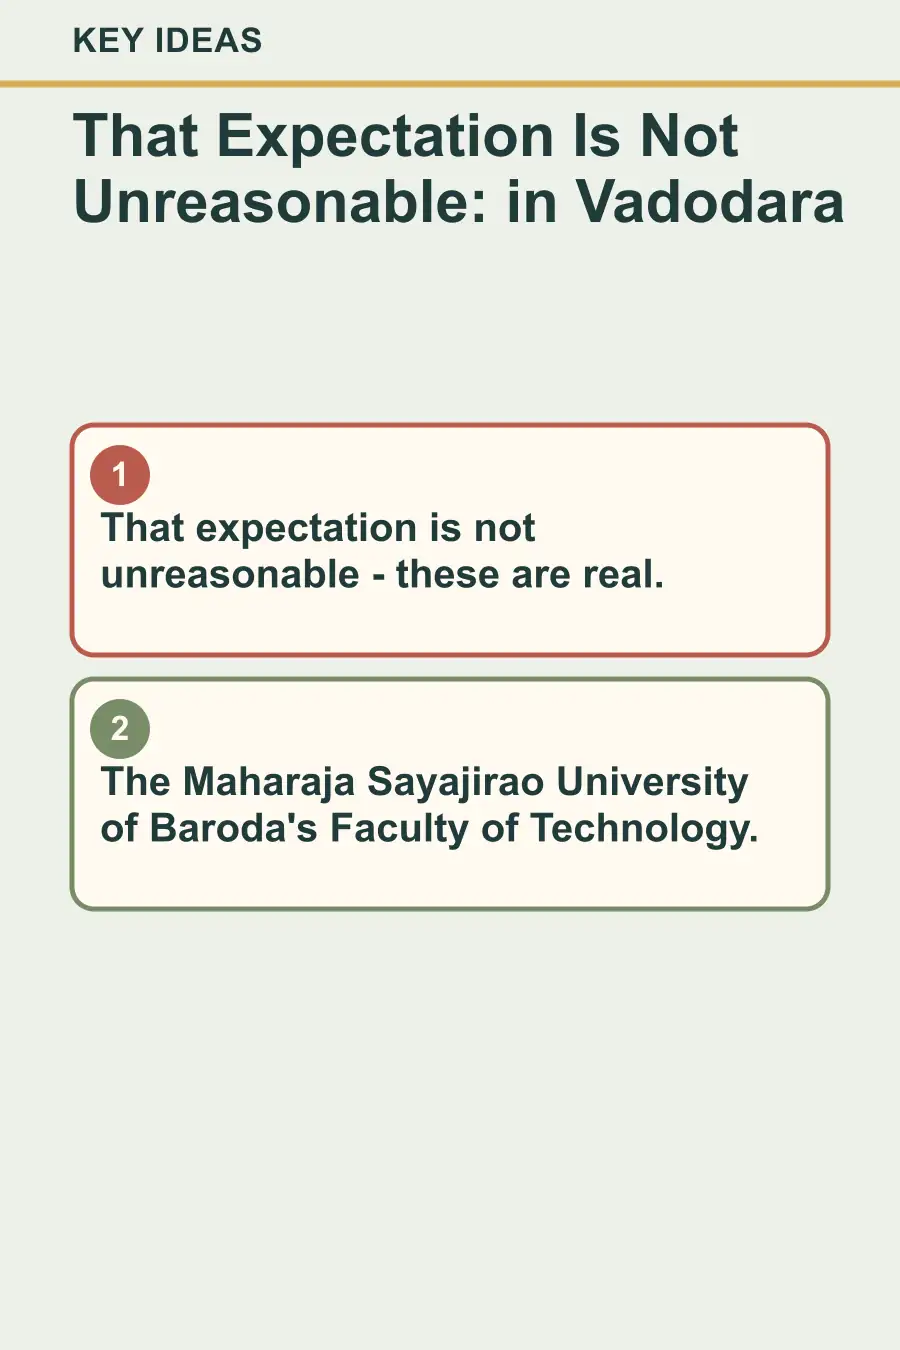 KEY IDEAS
That Expectation Is Not
Unreasonable: in Vadodara
1
That expectation is not
unreasonable - these are real.
2
The Maharaja Sayajirao University
of Baroda's Faculty of Technology.